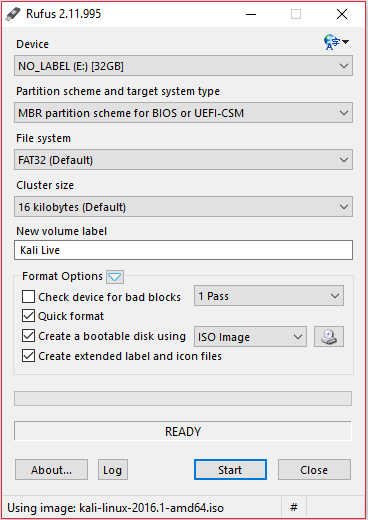 Rufus 2.11.995
Device
NO_LABEL (E:) [32GB]
Partition scheme and target system type
MBR partition scheme for BIOS or UEFI-CSM
File system
FAT32 (Default)
Cluster size
16 kilobytes (Default)
New volume label
Kali Live
Format Options
Check device for bad blocks 1 Pass
Quick format
Create a bootable disk using ISO Image
Create extended label and icon files
READY
About... Log Start Close
Using image: kali-linux-2016.1-amd64.iso #